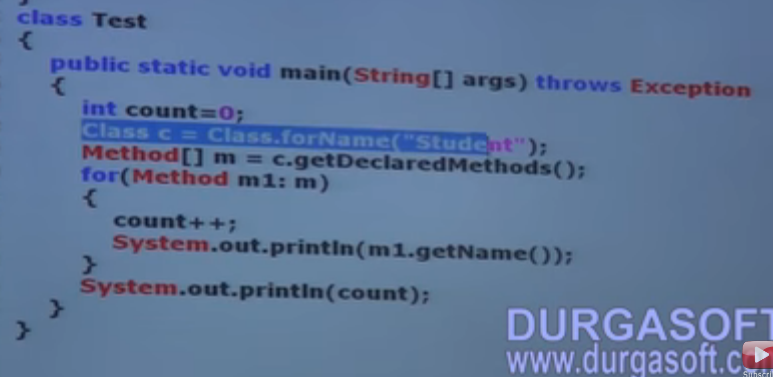 class Test
{
public static void main(String[] args) throws Exception
{
int count=0;
Class c = Class.forName("Student");
Method[] m = c.getDeclaredMethods();
for(Method m1: m)
{
count++;
System.out.println(m1.getName());
}
System.out.println(count);
}
}
DURGASOFT
www.durgasoft.com